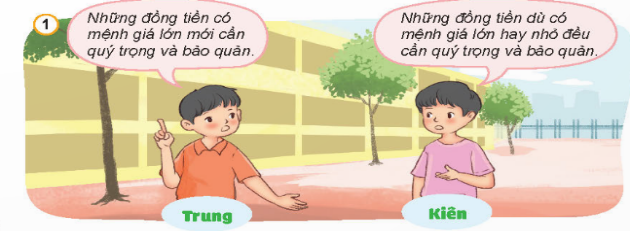 1
Những đồng tiền có
mệnh giá lớn mới cần
quý trọng và bảo quản.
Những đồng tiền dù có
mệnh giá lớn hay nhỏ đều
cần quý trọng và bảo quản.
Trung
Kiên